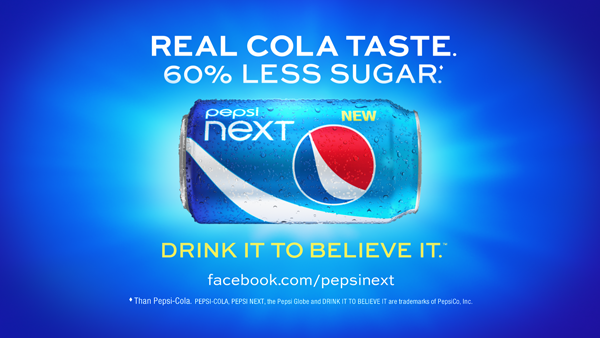 REAL COLA TASTE.
60% LESS SUGAR.♦
pepsi
next
NEW
DRINK IT TO BELIEVE IT.™
facebook.com/pepsinext
♦ Than Pepsi-Cola. PEPSI-COLA, PEPSI NEXT, the Pepsi Globe and DRINK IT TO BELIEVE IT are trademarks of PepsiCo, Inc.